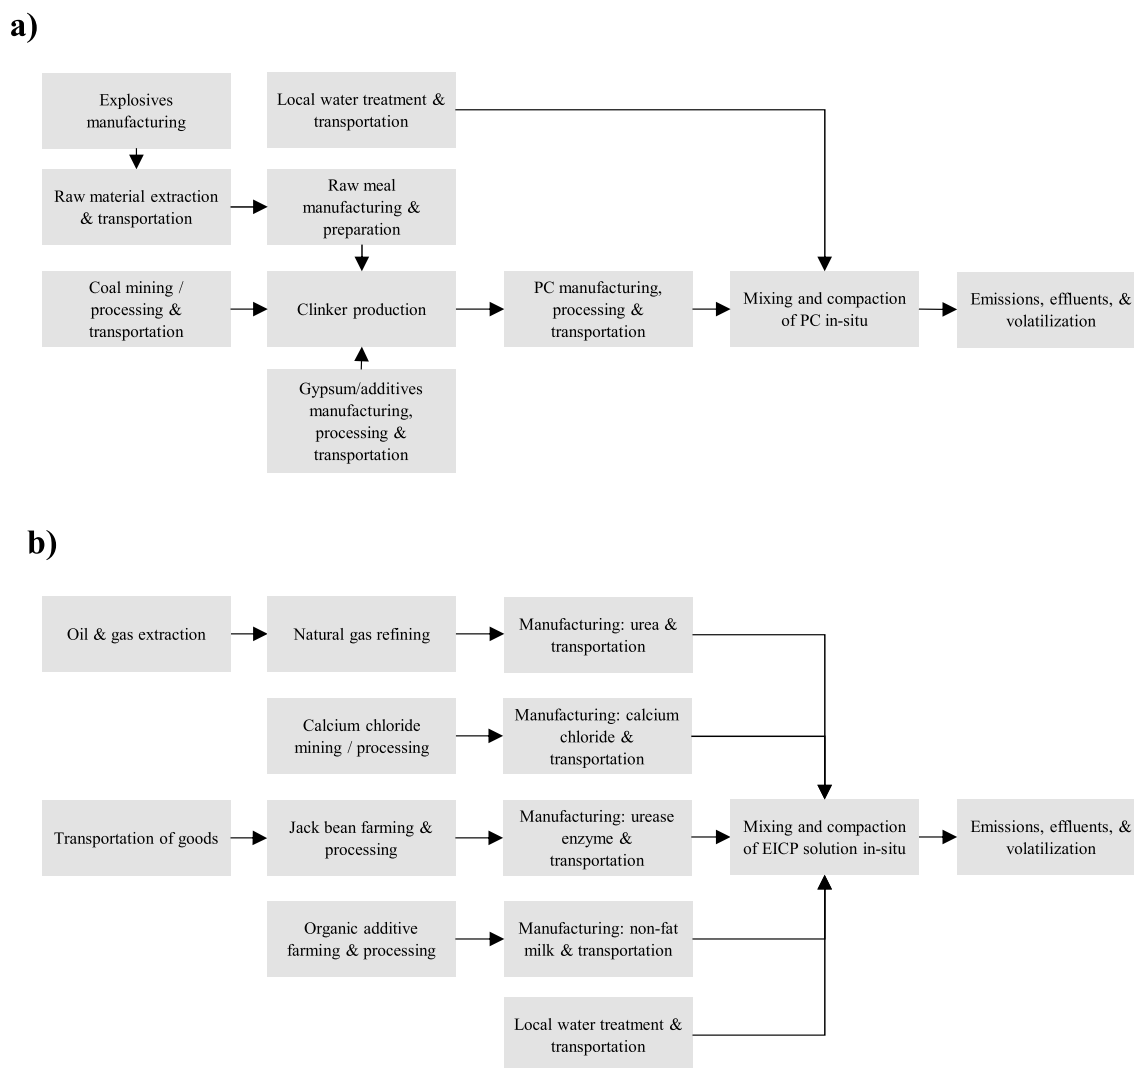 a)
Explosives
manufacturing
Local water treatment &
transportation
Raw material extraction
& transportation
Raw meal
manufacturing &
preparation
Coal mining /
processing &
transportation
Clinker production
PC manufacturing,
processing &
transportation
Mixing and compaction
of PC in-situ
Emissions, effluents, &
volatilization
Gypsum/additives
manufacturing,
processing &
transportation
b)
Oil & gas extraction
Natural gas refining
Manufacturing: urea &
transportation
Calcium chloride
mining / processing
Manufacturing: calcium
chloride &
transportation
Transportation of goods
Jack bean farming &
processing
Manufacturing: urease
enzyme &
transportation
Mixing and compaction
of EICP solution in-situ
Emissions, effluents, &
volatilization
Organic additive
farming & processing
Manufacturing: non-fat
milk & transportation
Local water treatment &
transportation